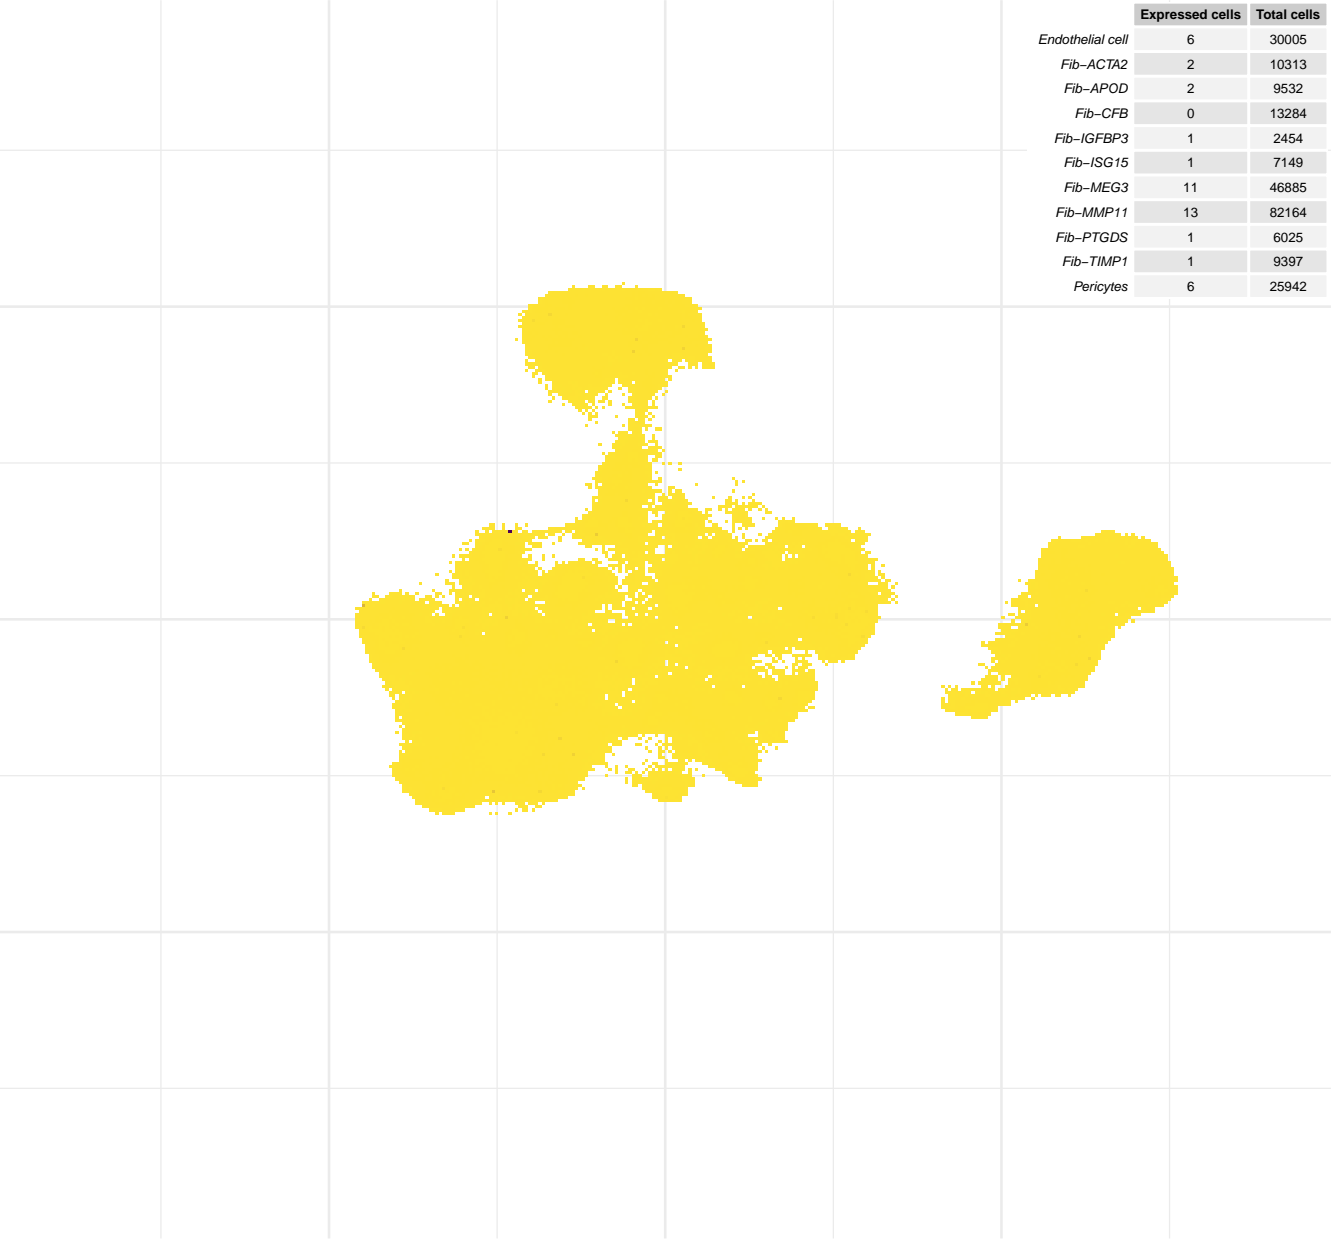 Expressed cells Total cells
Endothelial cell 6 30005
Fib−ACTA2 2 10313
Fib−APOD 2 9532
Fib−CFB 0 13284
Fib−IGFBP3 1 2454
Fib−ISG15 1 7149
Fib−MEG3 11 46885
Fib−MMP11 13 82164
Fib−PTGDS 1 6025
Fib−TIMP1 1 9397
Pericytes 6 25942